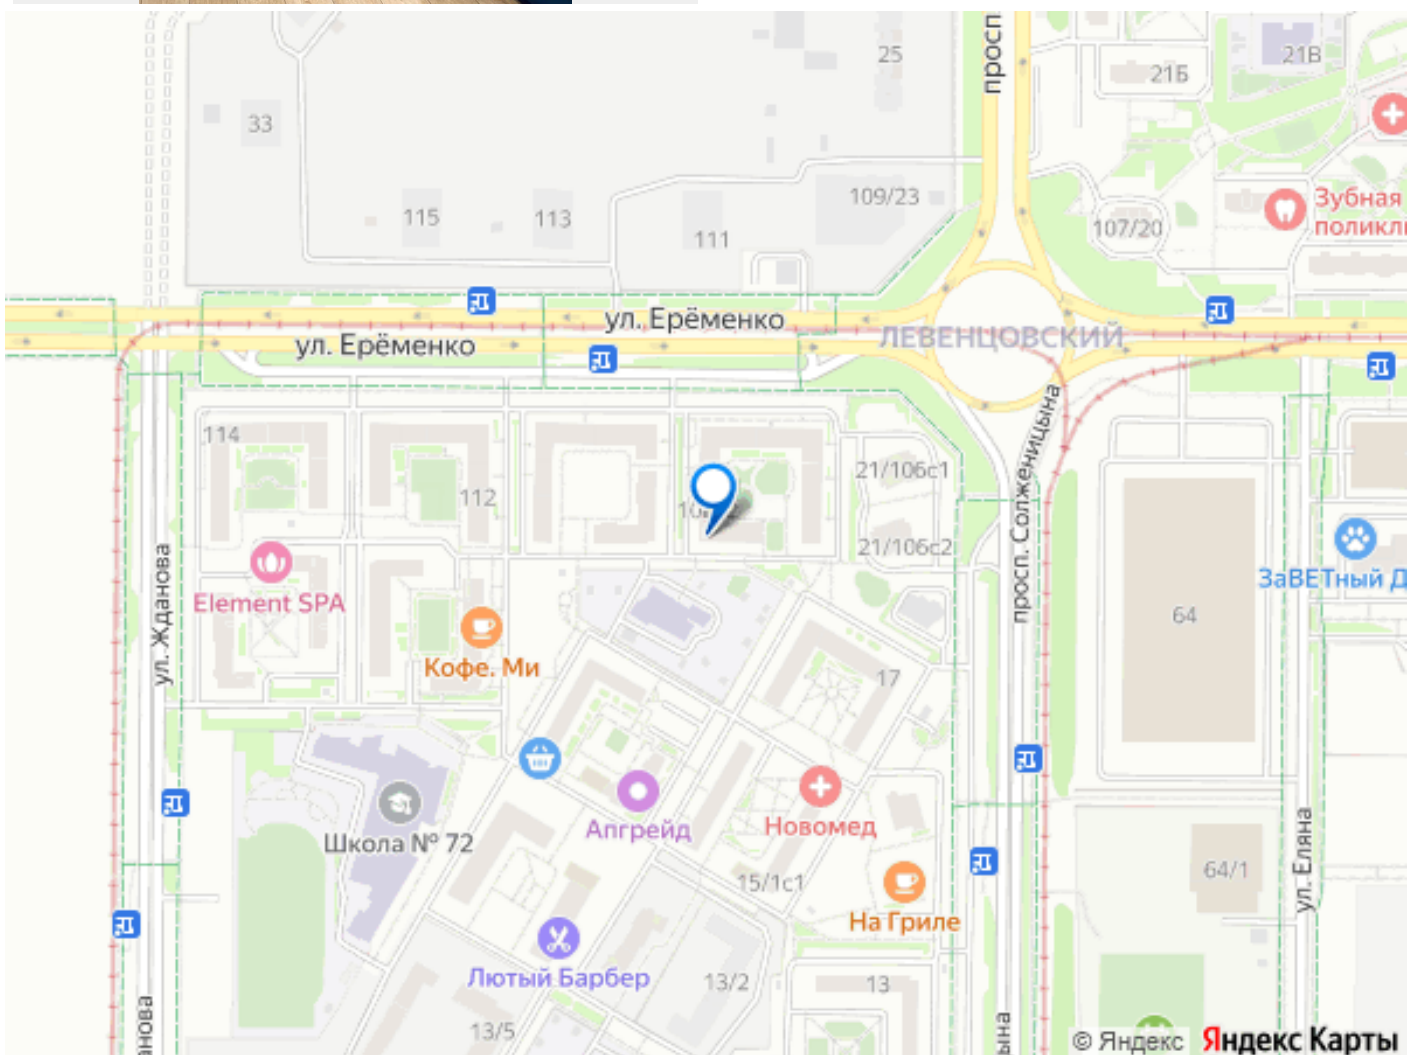 просп
25
21В
21Б
33
109/23
115
113
111
Зубная
поликли
107/20
ул. Ерёменко
ул. Ерёменко
ЛЕВЕНЦОВСКИЙ
114
112
21/106с1
21/106с2
просп. Солженицына
ул. Жданова
Element SPA
Кофе. Ми
ЗаВЕТный Д
64
17
Школа № 72
Апгрейд
Новомед
15/1с1
64/1
ул. Еляна
На Гриле
Лютый Барбер
13/2
13
13/5
анова
ына
© Яндекс Яндекс Карты